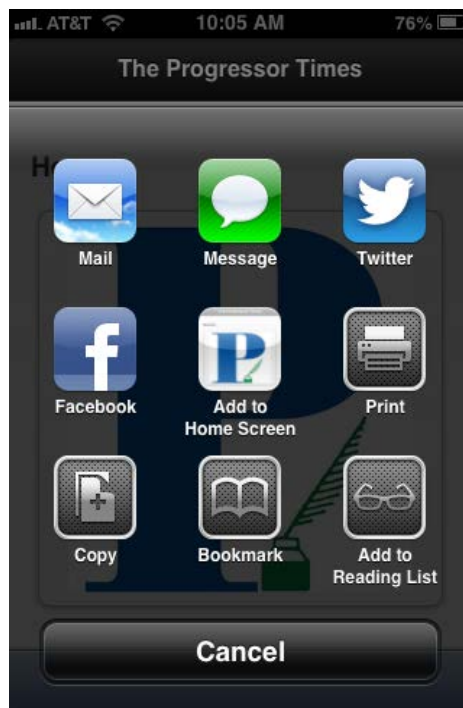 AT&T 10:05 AM 76%
The Progressor Times
Mail Message Twitter
Facebook Add to Home Screen Print
Copy Bookmark Add to Reading List
Cancel